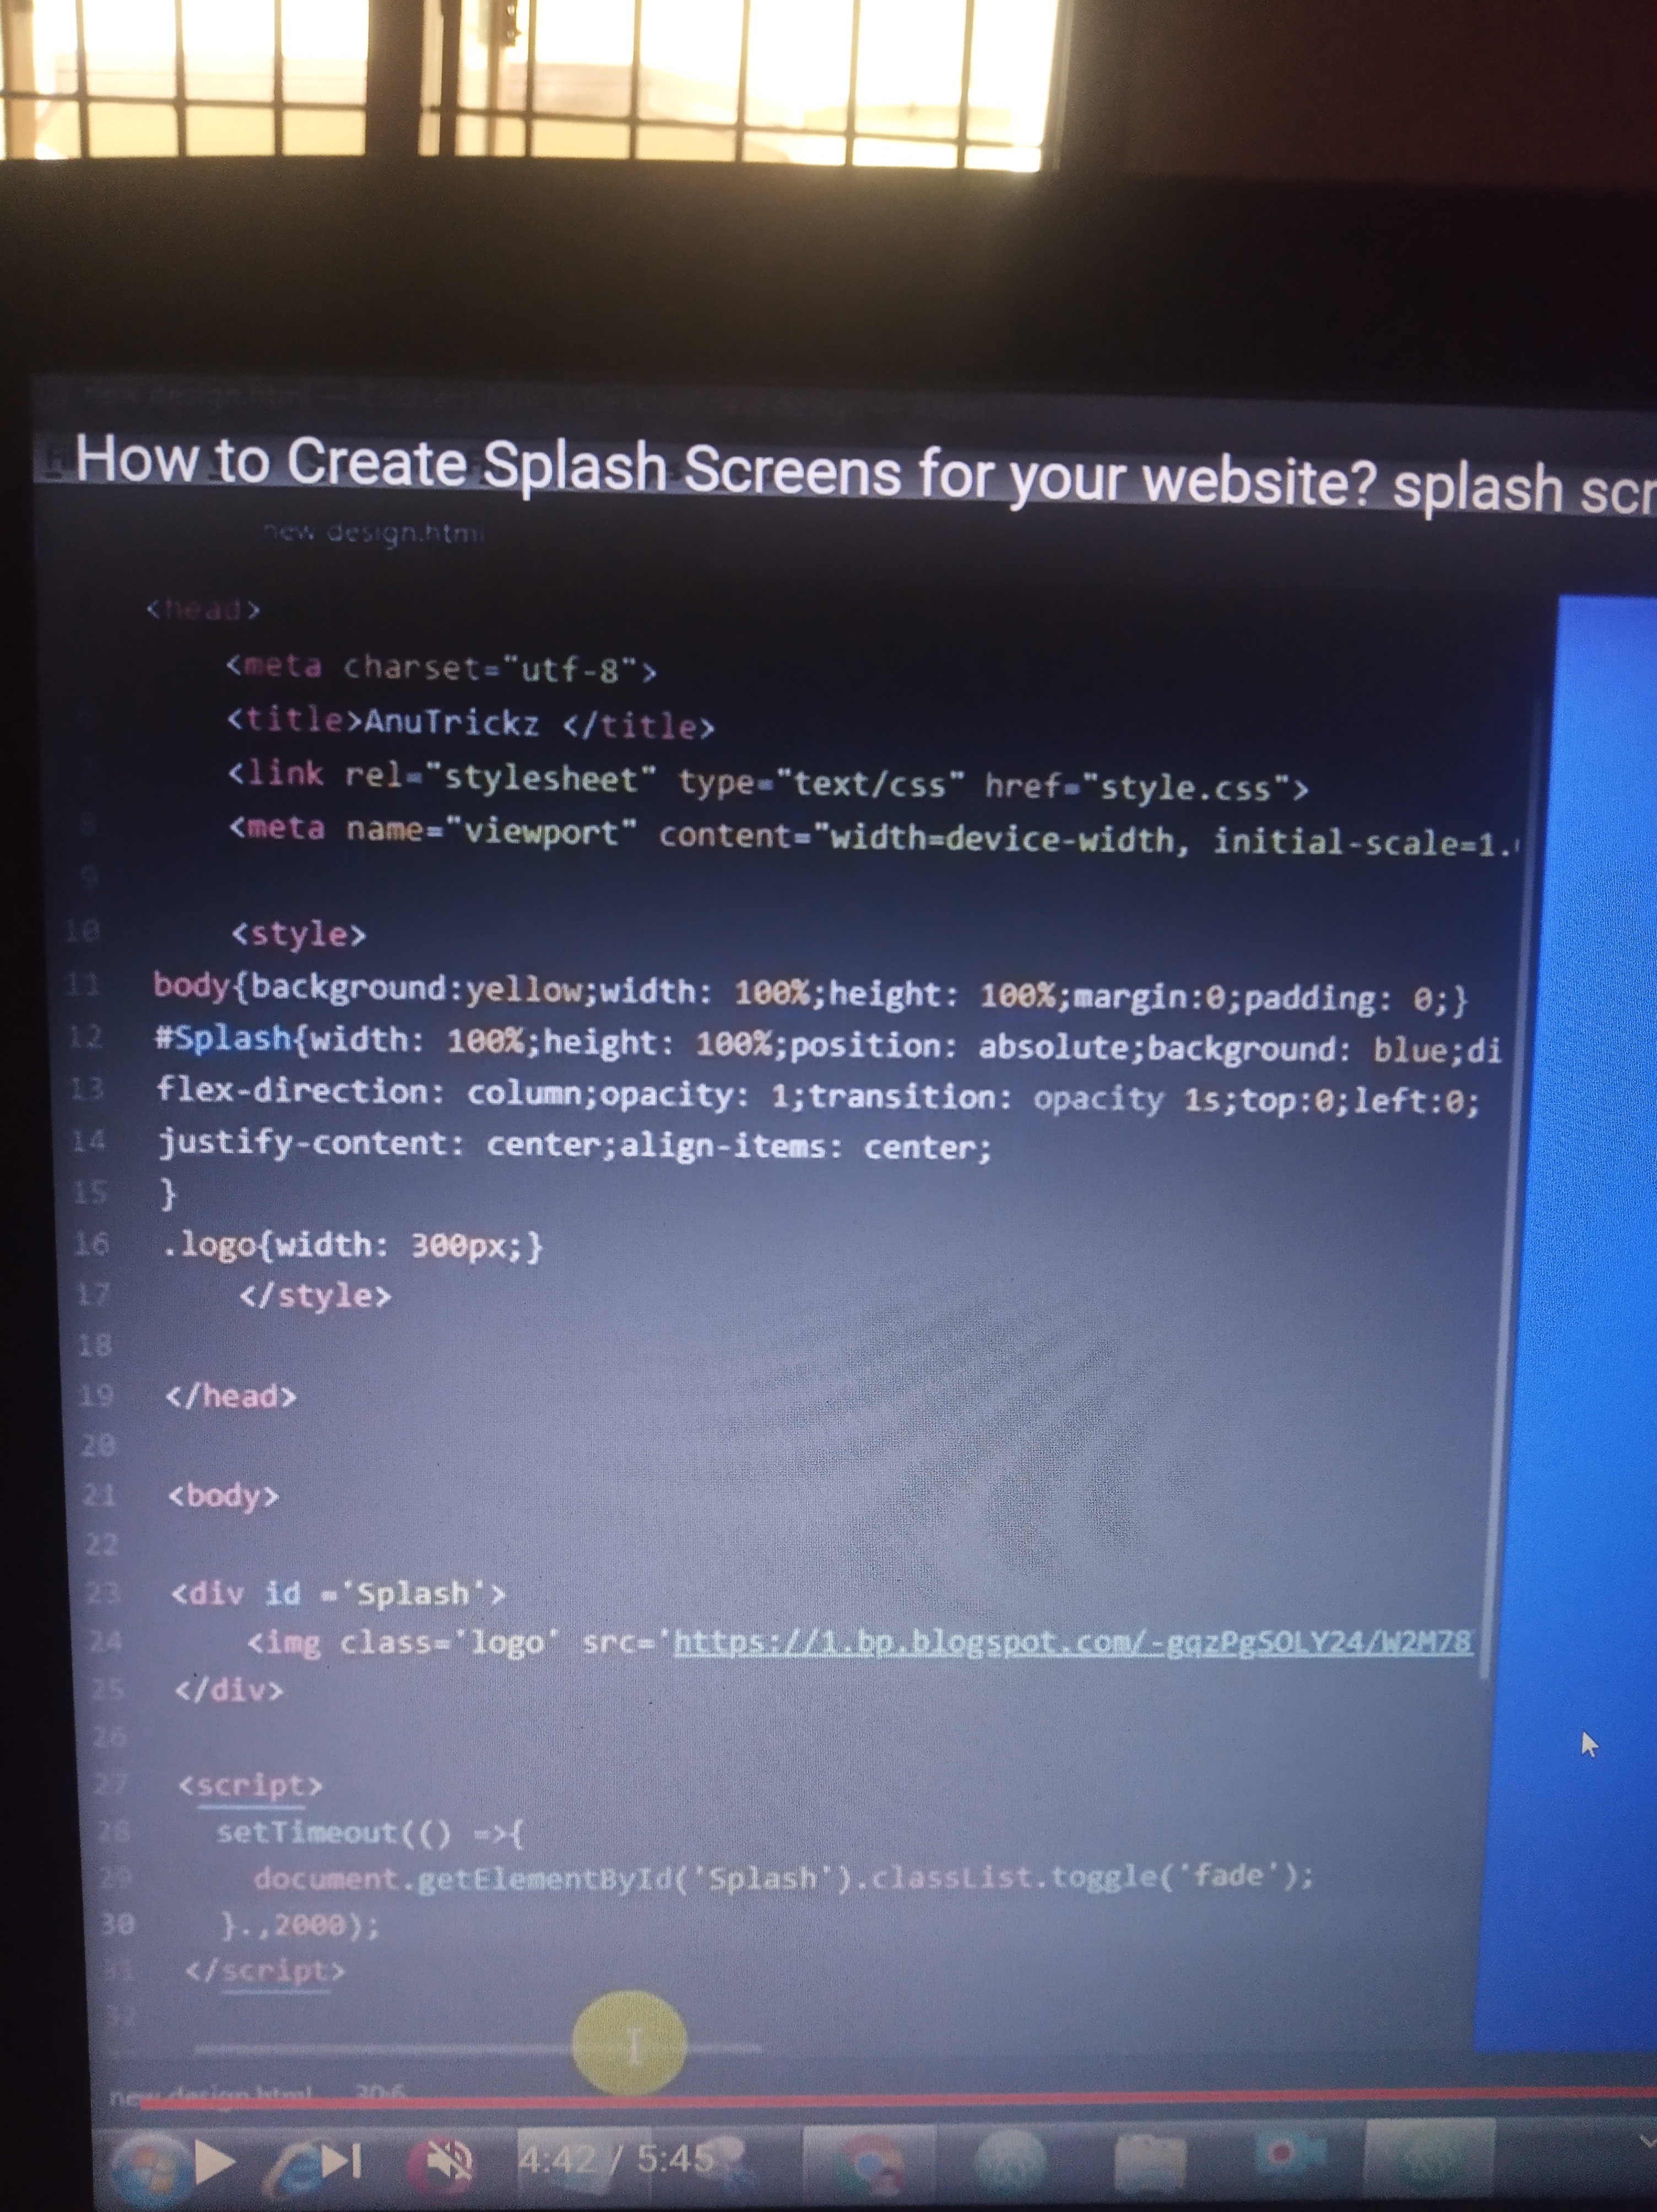 How to Create Splash Screens for your website? splash scr
new design.html
<head>
<meta charset="utf-8">
<title>AnuTrickz </title>
<link rel="stylesheet" type="text/css" href="style.css">
8 <meta name="viewport" content="width=device-width, initial-scale=1.
9
10 <style>
11 body{background:yellow;width: 100%;height: 100%;margin:0;padding: 0;}
12 #Splash{width: 100%;height: 100%;position: absolute;background: blue;di
13 flex-direction: column;opacity: 1;transition: opacity 1s;top:0;left:0;
14 justify-content: center;align-items: center;
15 }
16 .logo{width: 300px;}
17 </style>
18
19 </head>
20
21 <body>
22
23 <div id ='Splash'>
24 <img class='logo' src='https://1.bp.blogspot.com/-gqzPgSOLY24/W2M78
25 </div>
26
27 <script>
28 setTimeout(() =>{
29 document.getElementById('Splash').classList.toggle('fade');
30 }.,2000);
31 </script>
32
new design.html 30:6
4:42 / 5:45